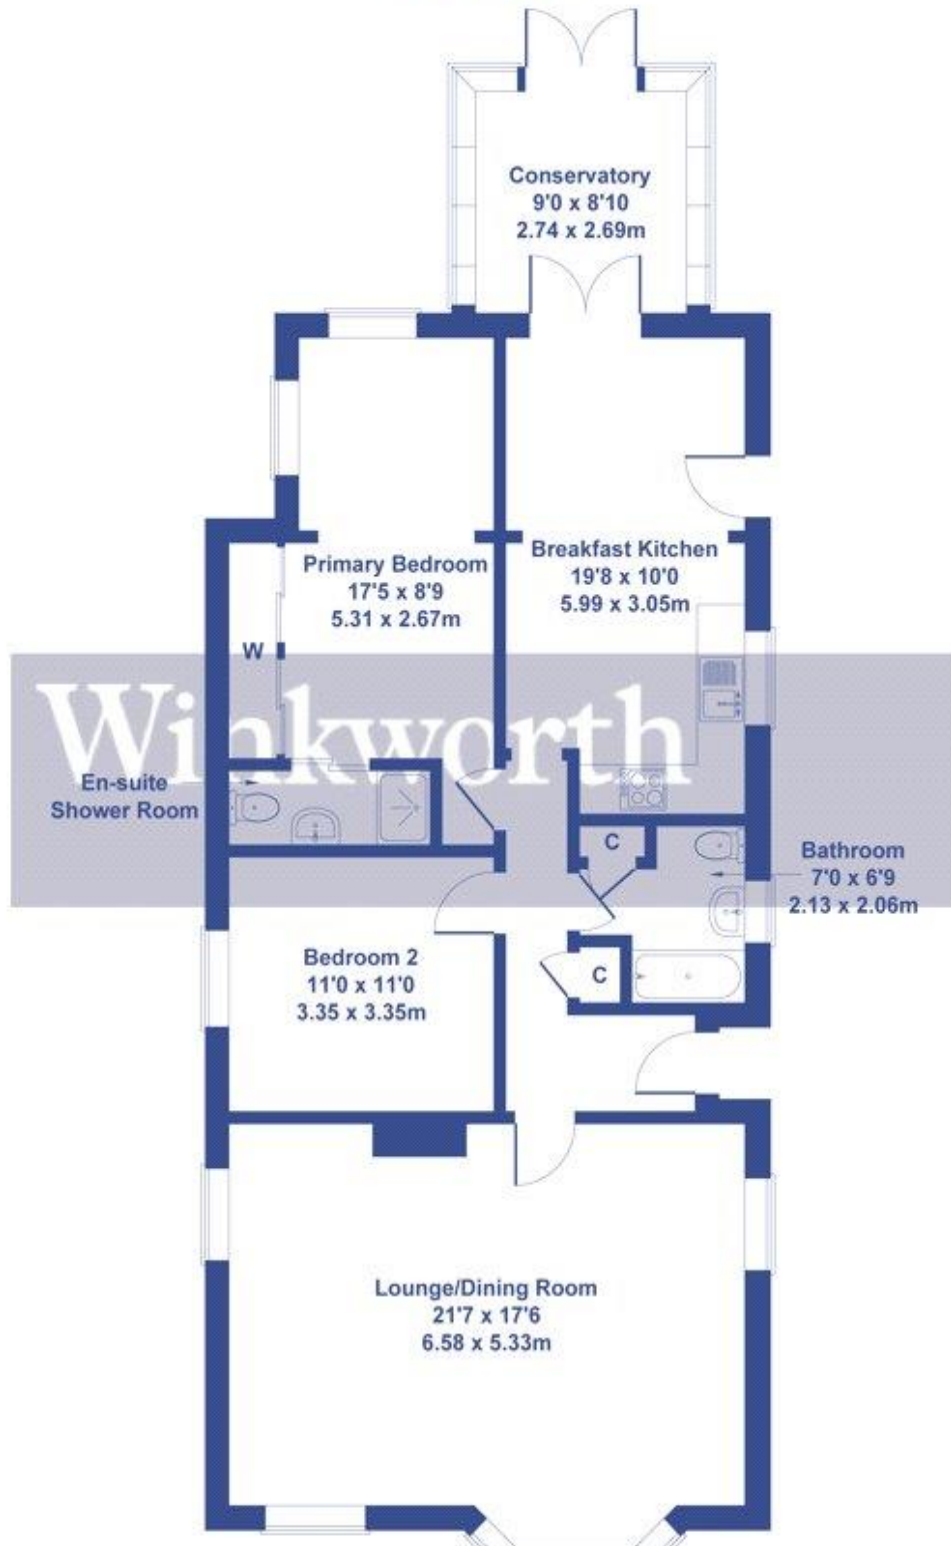 Conservatory
9'0 x 8'10
2.74 x 2.69m
Breakfast Kitchen
19'8 x 10'0
5.99 x 3.05m
Primary Bedroom
17'5 x 8'9
5.31 x 2.67m
W
Winkworth
En-suite
Shower Room
C
Bathroom
7'0 x 6'9
2.13 x 2.06m
Bedroom 2
11'0 x 11'0
3.35 x 3.35m
C
Lounge/Dining Room
21'7 x 17'6
6.58 x 5.33m